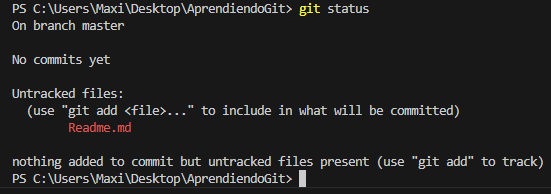 PS C:\Users\Maxi\Desktop\AprendiendoGit> git status
On branch master

No commits yet

Untracked files:
  (use "git add <file>..." to include in what will be committed)
        Readme.md

nothing added to commit but untracked files present (use "git add" to track)
PS C:\Users\Maxi\Desktop\AprendiendoGit>